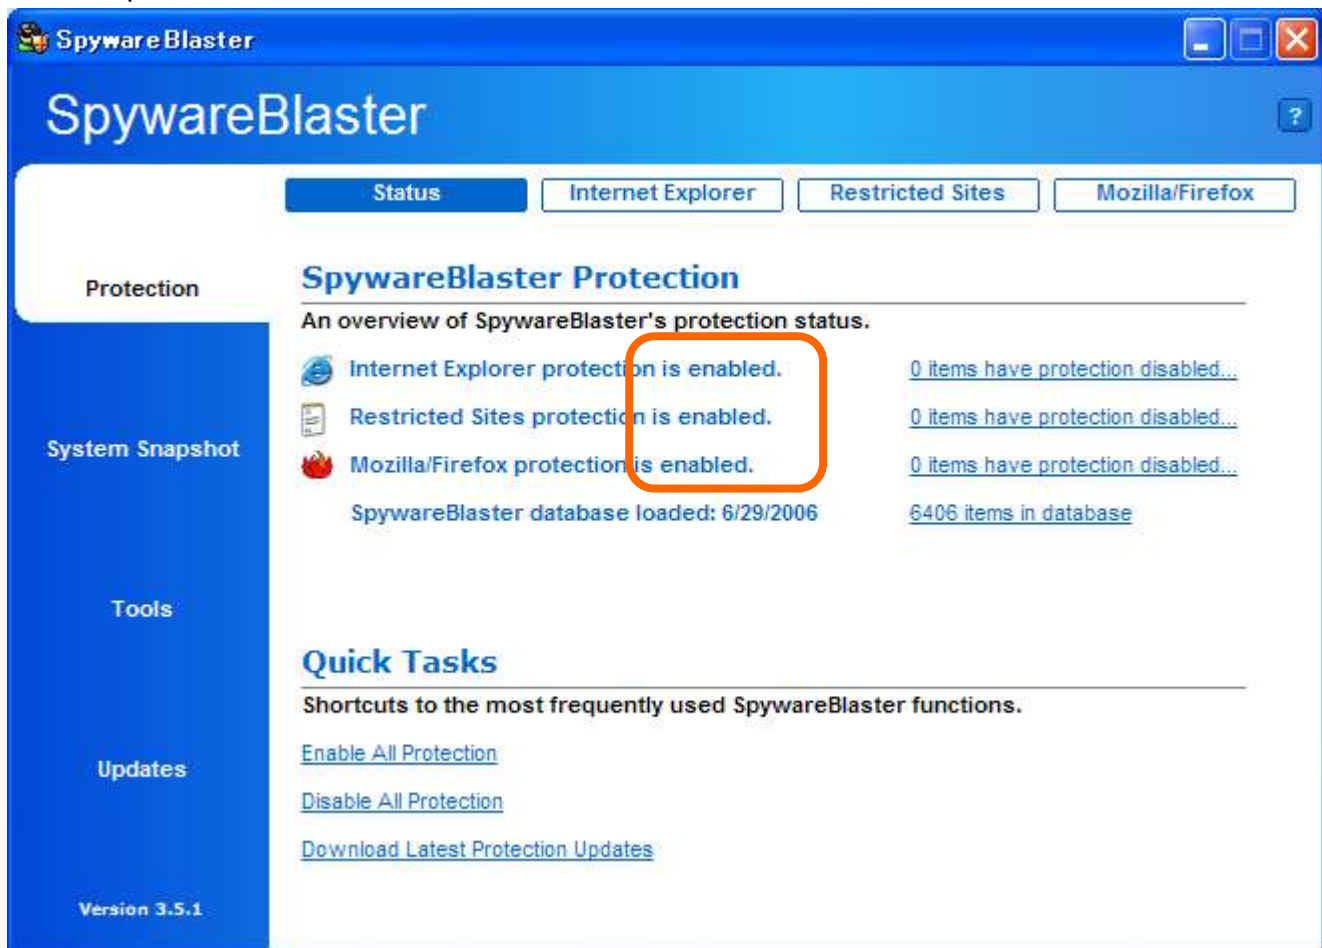 SpywareBlaster
SpywareBlaster
?
Status Internet Explorer Restricted Sites Mozilla/Firefox
Protection
System Snapshot
Tools
Updates
Version 3.5.1
SpywareBlaster Protection
An overview of SpywareBlaster's protection status.
Internet Explorer protection is enabled. 0 items have protection disabled...
Restricted Sites protection is enabled. 0 items have protection disabled...
Mozilla/Firefox protection is enabled. 0 items have protection disabled...
SpywareBlaster database loaded: 6/29/2006 6406 items in database
Quick Tasks
Shortcuts to the most frequently used SpywareBlaster functions.
Enable All Protection
Disable All Protection
Download Latest Protection Updates